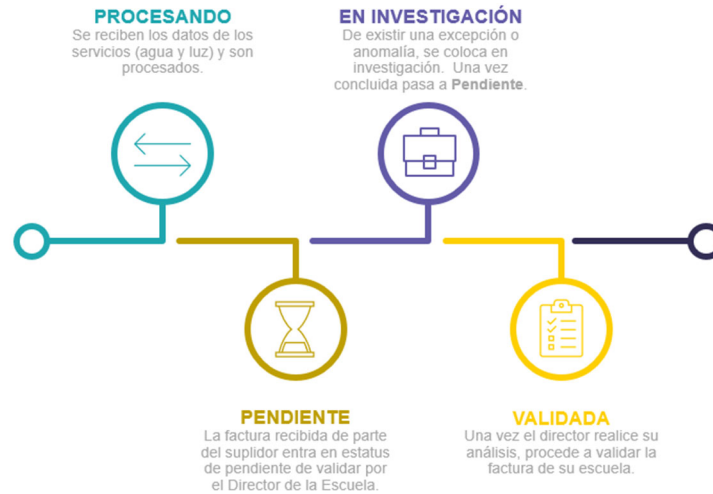 PROCESANDO
Se reciben los datos de los
servicios (agua y luz) y son
procesados.
EN INVESTIGACIÓN
De existir una excepción o
anomalía, se coloca en
investigación. Una vez
concluida pasa a Pendiente.
PENDIENTE
La factura recibida de parte
del suplidor entra en estatus
de pendiente de validar por
el Director de la Escuela.
VALIDADA
Una vez el director realice su
análisis, procede a validar la
factura de su escuela.